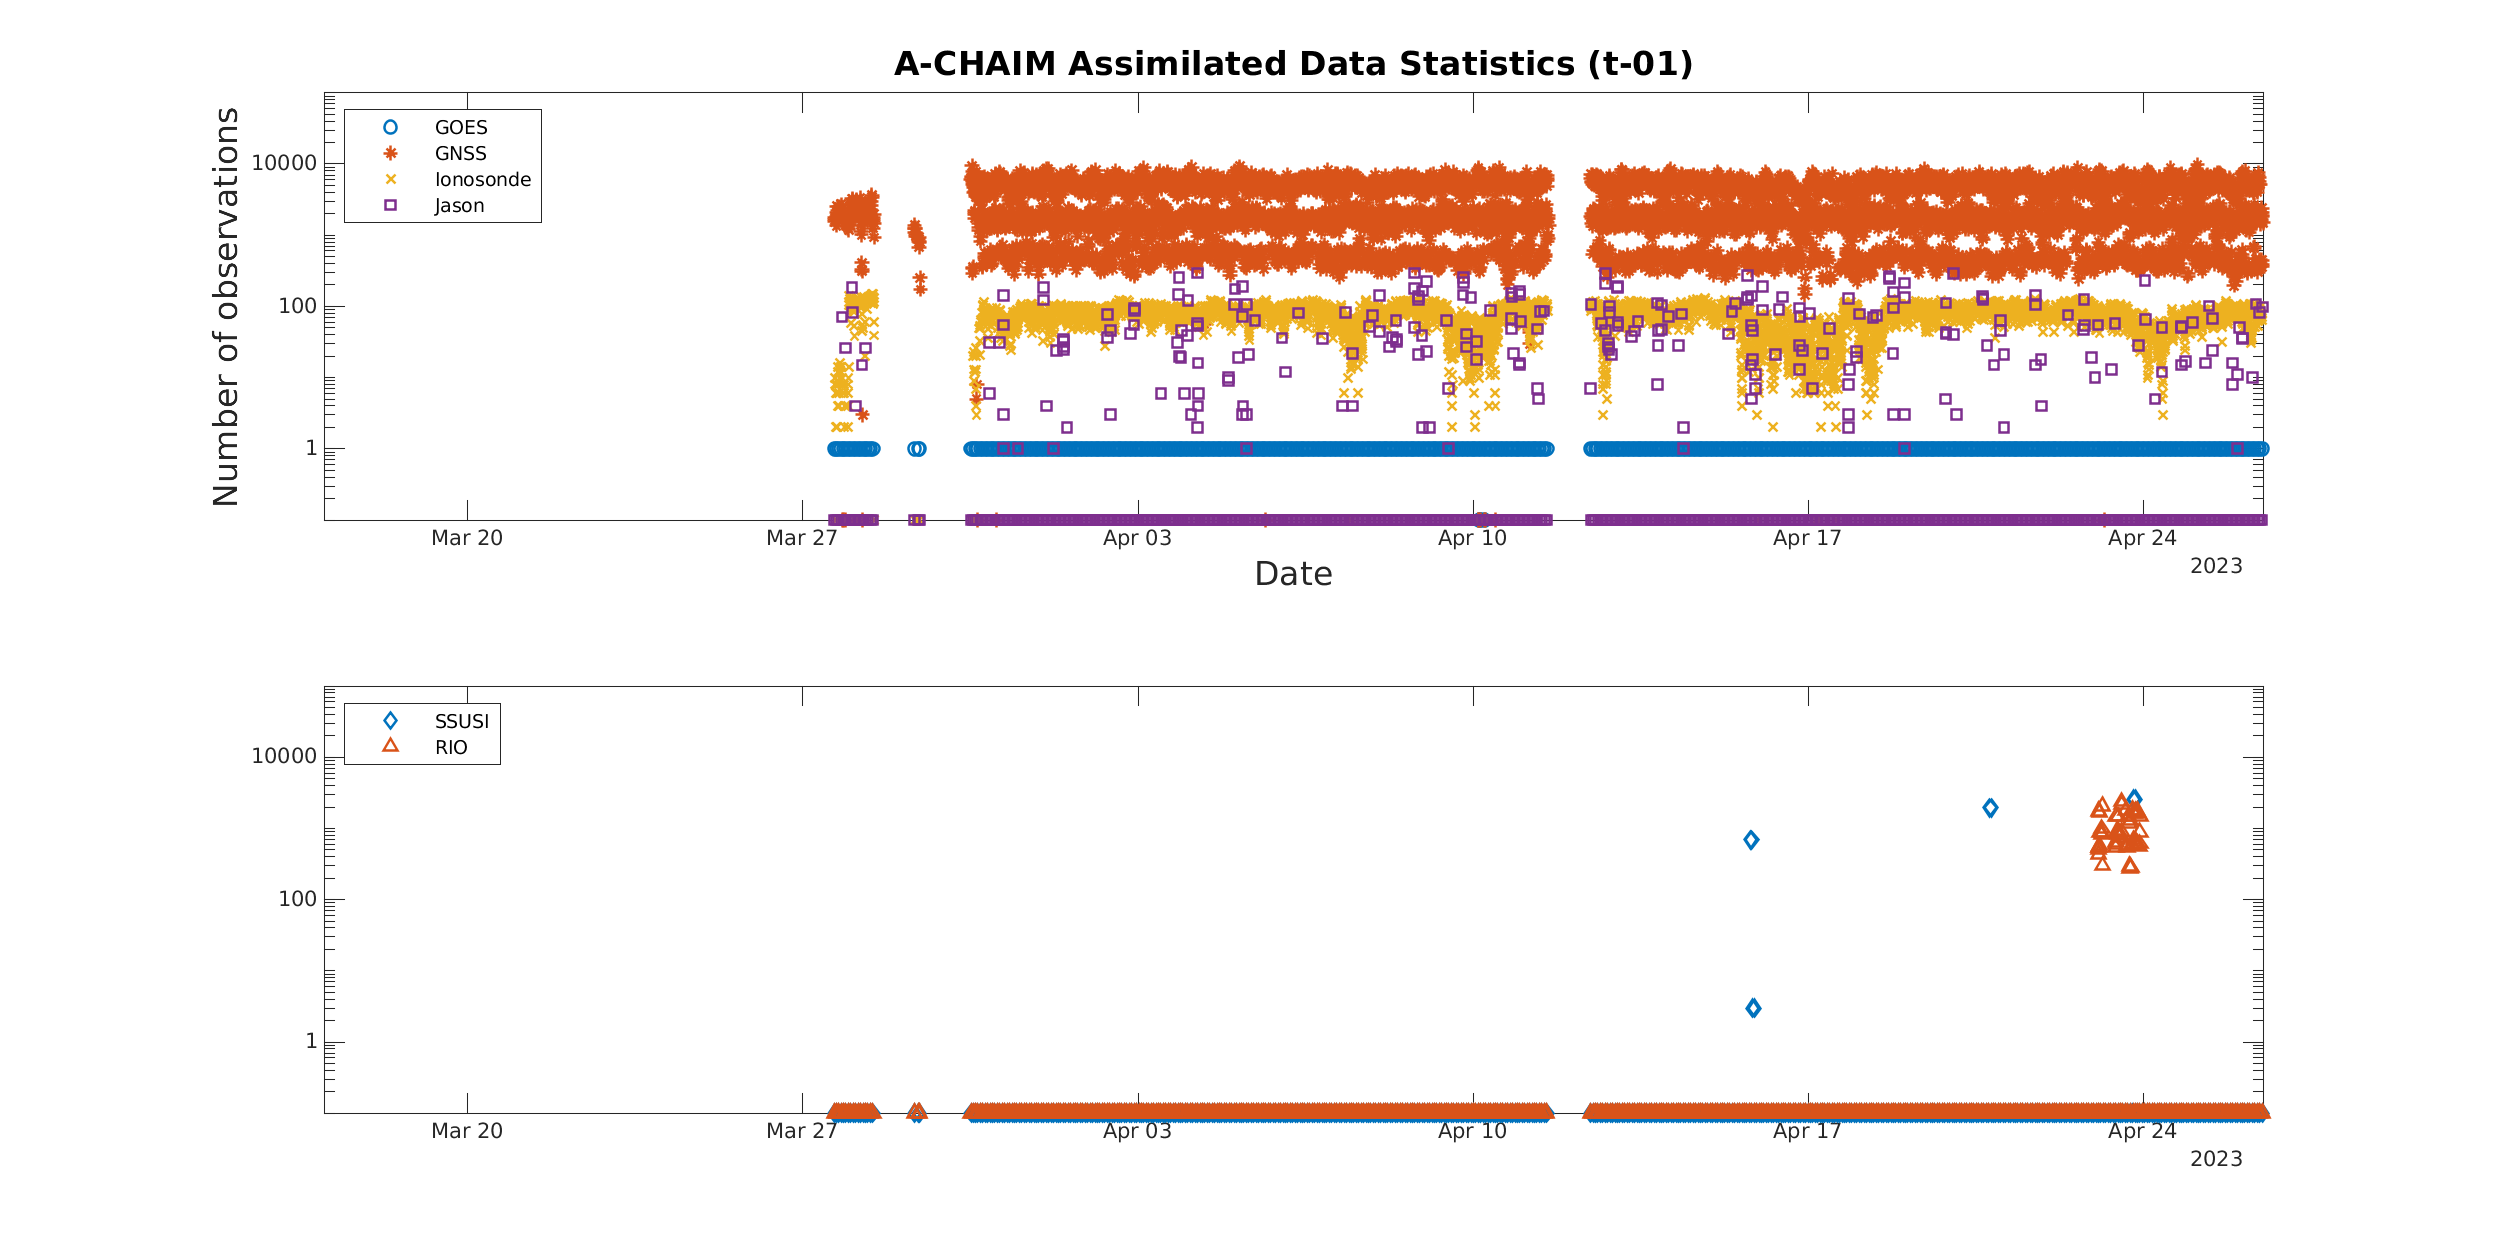 A-CHAIM Assimilated Data Statistics (t-01)
Number of observations
10000
100
1
GOES
GNSS
Ionosonde
Jason
Mar 20 Mar 27 Apr 03 Apr 10 Apr 17 Apr 24
2023
Date
10000
100
1
SSUSI
RIO
Mar 20 Mar 27 Apr 03 Apr 10 Apr 17 Apr 24
2023